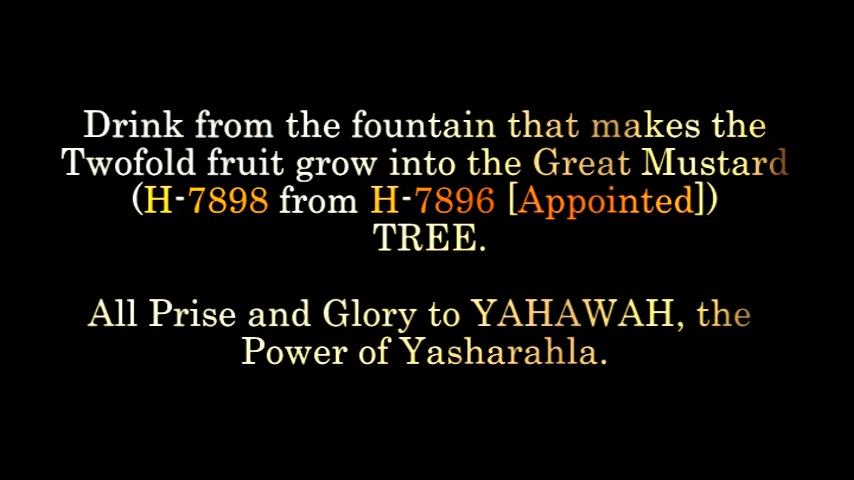 Drink from the fountain that makes the
Twofold fruit grow into the Great Mustard
(H-7898 from H-7896 [Appointed])
TREE.
All Prise and Glory to YAHAWAH, the
Power of Yasharahla.